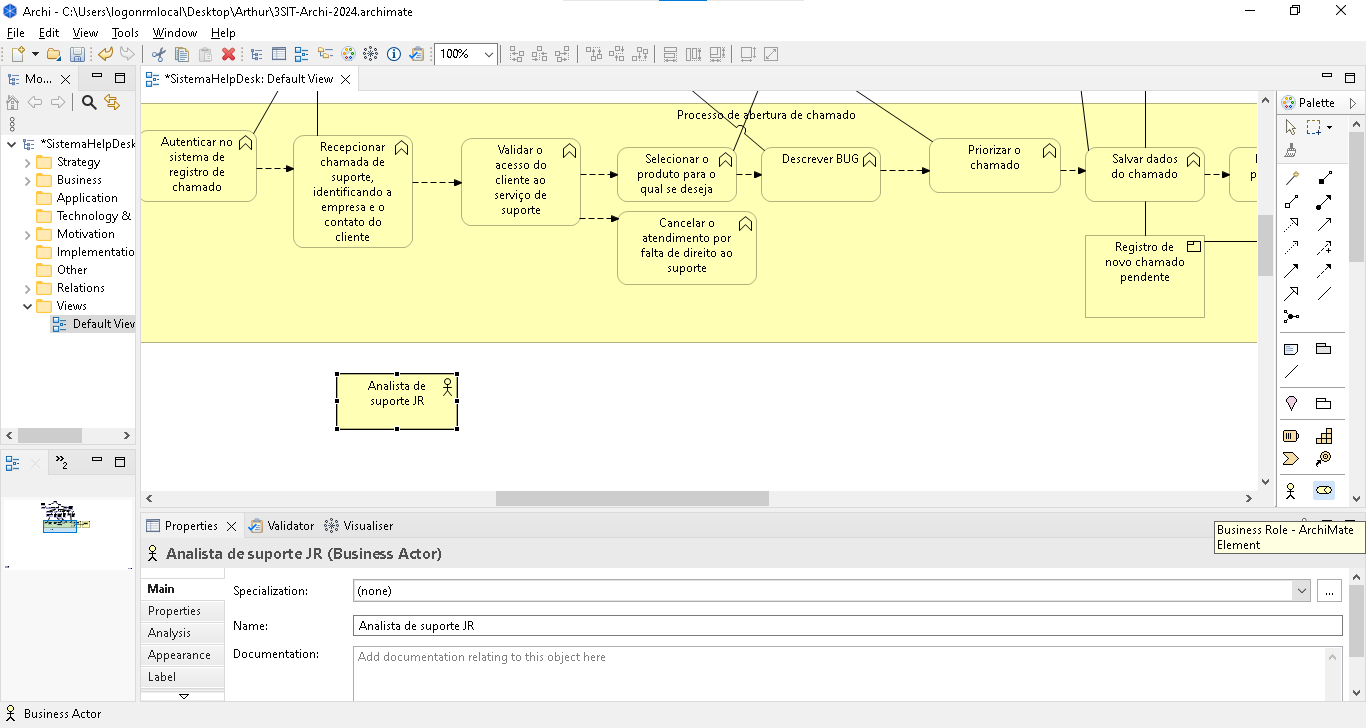 Archi - C:\Users\logonrmlocal\Desktop\Arthur\3SIT-Archi-2024.archimate
File Edit View Tools Window Help
100%
Mo...
*SistemaHelpDesk: Default View
Palette
*SistemaHelpDesk
Strategy
Business
Application
Technology &
Motivation
Implementatio
Other
Relations
Views
Default View
Processo de abertura de chamado
Autenticar no
sistema de
registro de
chamado
Recepcionar
chamada de
suporte,
identificando a
empresa e o
contato do
cliente
Validar o
acesso do
cliente ao
serviço de
suporte
Selecionar o
produto para o
qual se deseja
Cancelar o
atendimento por
falta de direito ao
suporte
Descrever BUG
Priorizar o
chamado
Salvar dados
do chamado
Registro de
novo chamado
pendente
Analista de
suporte JR
2
Properties
Validator
Visualiser
Business Role - ArchiMate
Element
Analista de suporte JR (Business Actor)
Main
Properties
Analysis
Appearance
Label
Specialization:
(none)
...
Name:
Analista de suporte JR
Documentation:
Add documentation relating to this object here
Business Actor